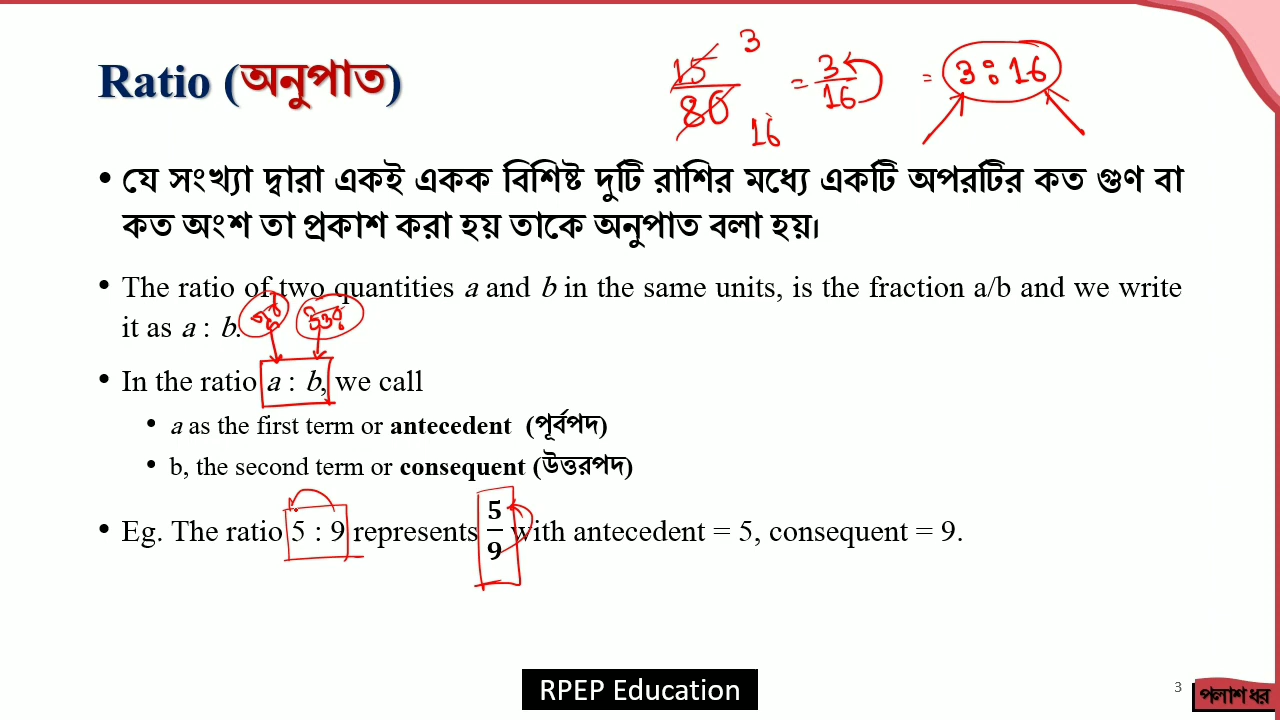 Ratio (অনুপাত)
15/80 3 16 = 3/16 = 3 : 16
• যে সংখ্যা দ্বারা একই একক বিশিষ্ট দুটি রাশির মধ্যে একটি অপরটির কত গুণ বা
কত অংশ তা প্রকাশ করা হয় তাকে অনুপাত বলা হয়।
• The ratio of two quantities a and b in the same units, is the fraction a/b and we write
it as a : b.
পূর্ব উত্তর
• In the ratio a : b, we call
• a as the first term or antecedent (পূর্বপদ)
• b, the second term or consequent (উত্তরপদ)
• Eg. The ratio 5 : 9 represents 5/9 with antecedent = 5, consequent = 9.
RPEP Education
3
পলাশ ধর